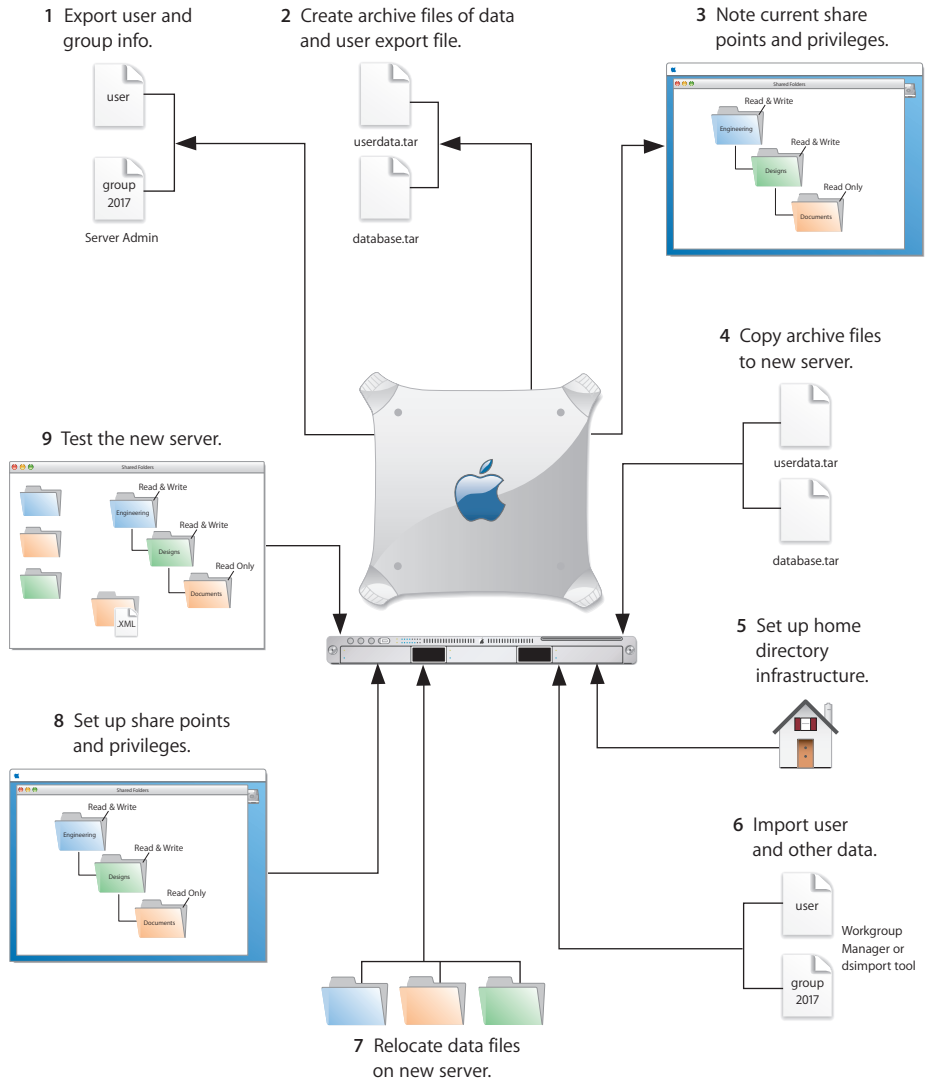 1 Export user and
group info.
user
group
2017
Server Admin
2 Create archive files of data
and user export file.
userdata.tar
database.tar
3 Note current share
points and privileges.
Shared Folders
Read & Write
Engineering
Read & Write
Designs
Read Only
Documents
4 Copy archive files
to new server.
userdata.tar
database.tar
5 Set up home
directory
infrastructure.
6 Import user
and other data.
user
group
2017
Workgroup
Manager or
dsimport tool
7 Relocate data files
on new server.
8 Set up share points
and privileges.
Shared Folders
Read & Write
Engineering
Read & Write
Designs
Read Only
Documents
9 Test the new server.
Shared Folders
Read & Write
Engineering
Read & Write
Designs
Read Only
Documents
.XML